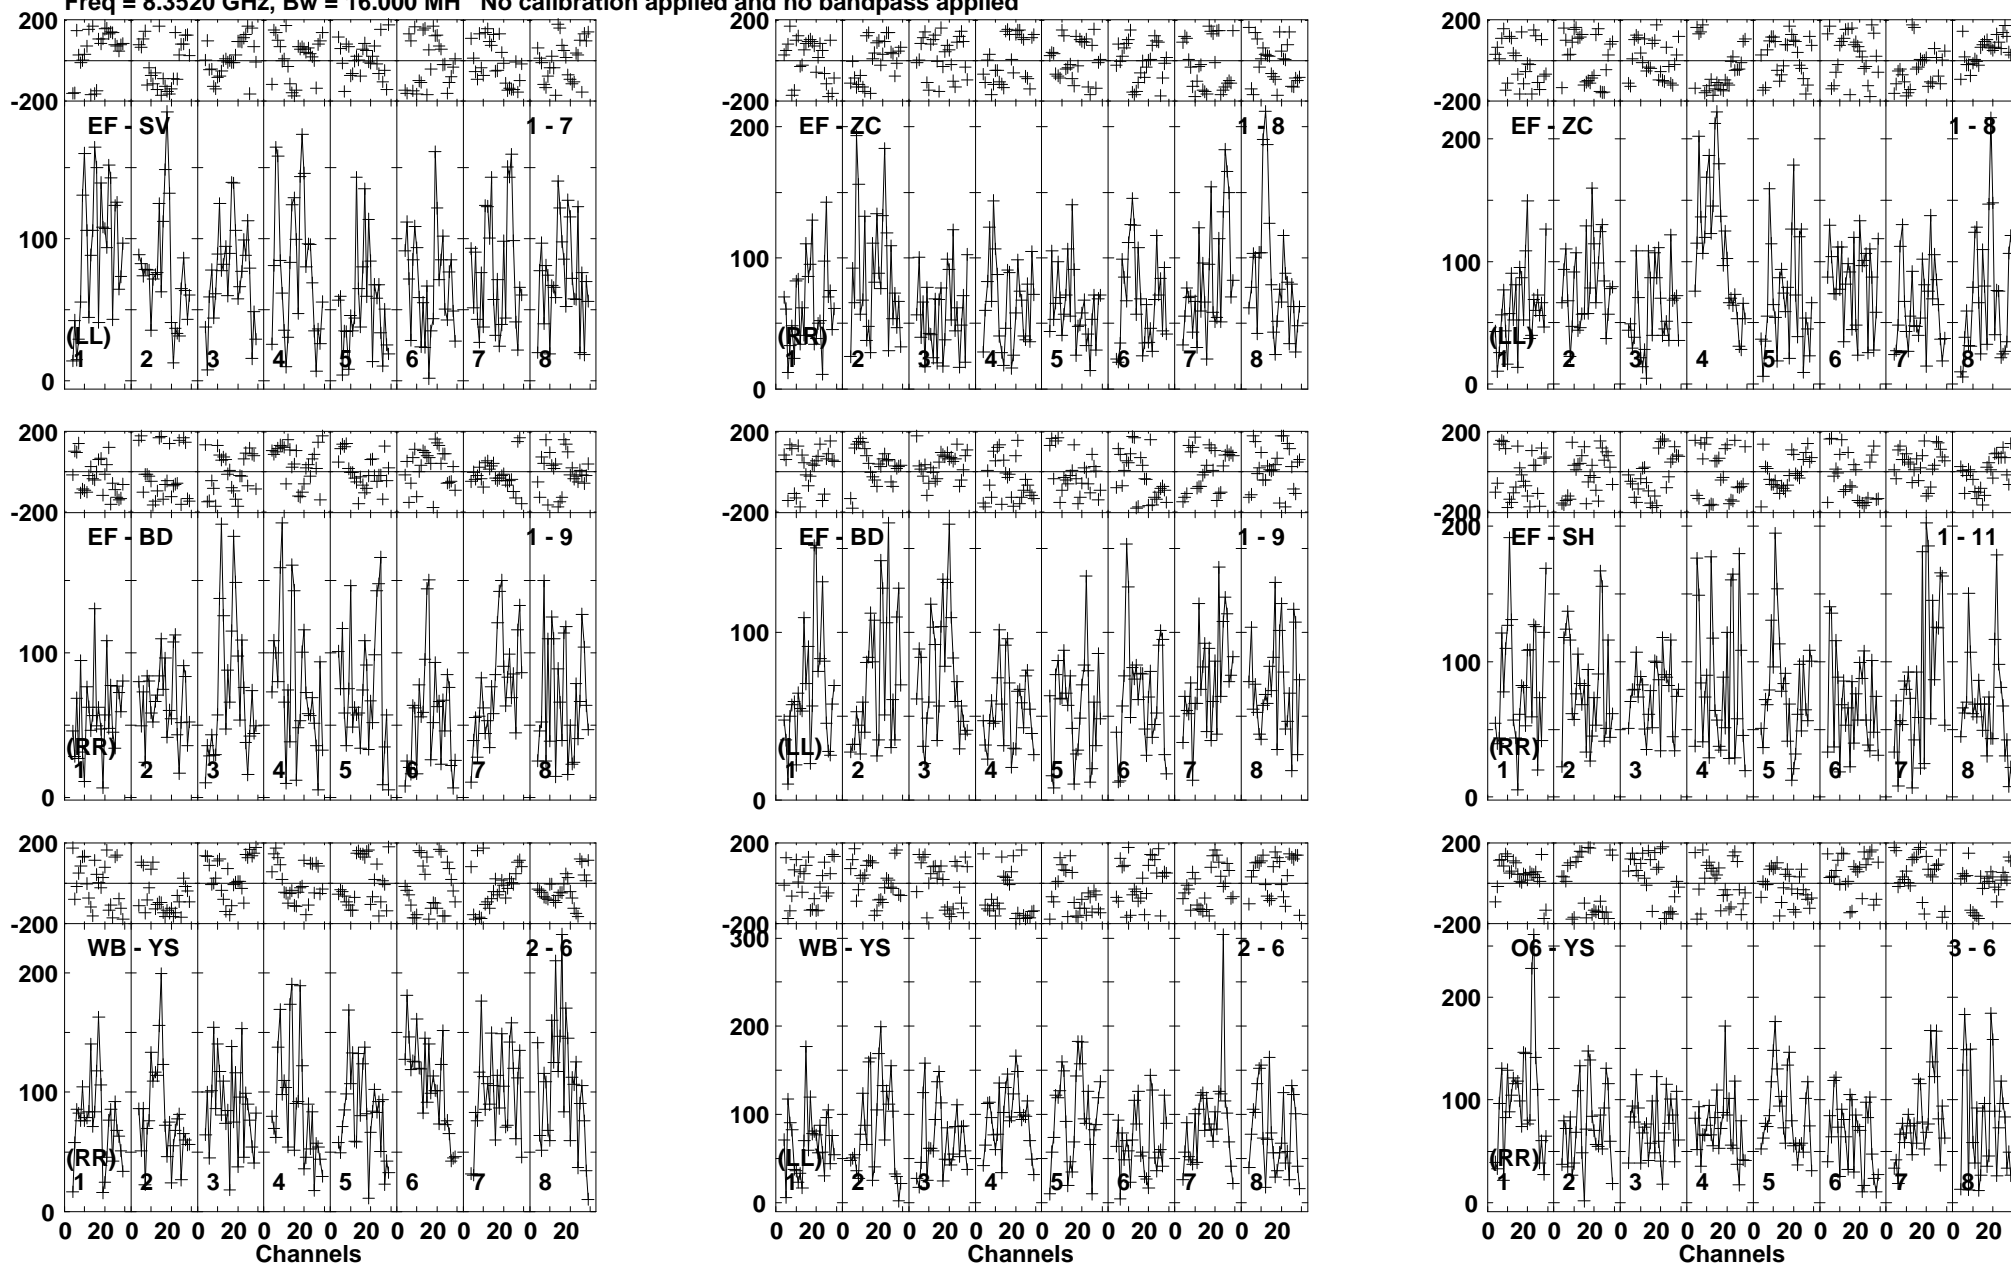 Freq = 8.3520 GHz, Bw = 16.000 MH No calibration applied and no bandpass applied
200 200 200
-200 -200 -200
EF - SV 1 - 7 EF - ZC 1 - 8 EF - ZC 1 - 8
200 200
100 100 100
(LL) (RR) (LL)
1 2 3 4 5 6 7 8 1 2 3 4 5 6 7 8 1 2 3 4 5 6 7 8
0 0 0
200 200 200
-200 -200 -200
EF - BD 1 - 9 EF - BD 1 - 9 EF - SH 1 - 11
200
100 100 100
(RR) (LL) (RR)
1 2 3 4 5 6 7 8 1 2 3 4 5 6 7 8 1 2 3 4 5 6 7 8
0 0 0
200 200 200
-200 -200 -200
WB - YS 2 - 6 WB - YS 2 - 6 O6 - YS 3 - 6
300
200 200 200
100 100 100
(RR) (LL) (RR)
1 2 3 4 5 6 7 8 1 2 3 4 5 6 7 8 1 2 3 4 5 6 7 8
0 0 0
0 20 0 20 0 20 0 20 0 20 0 20 0 20 0 20 0 20 0 20 0 20 0 20 0 20 0 20 0 20 0 20 0 20 0 20 0 20 0 20 0 20 0 20 0 20 0 20
Channels Channels Channels